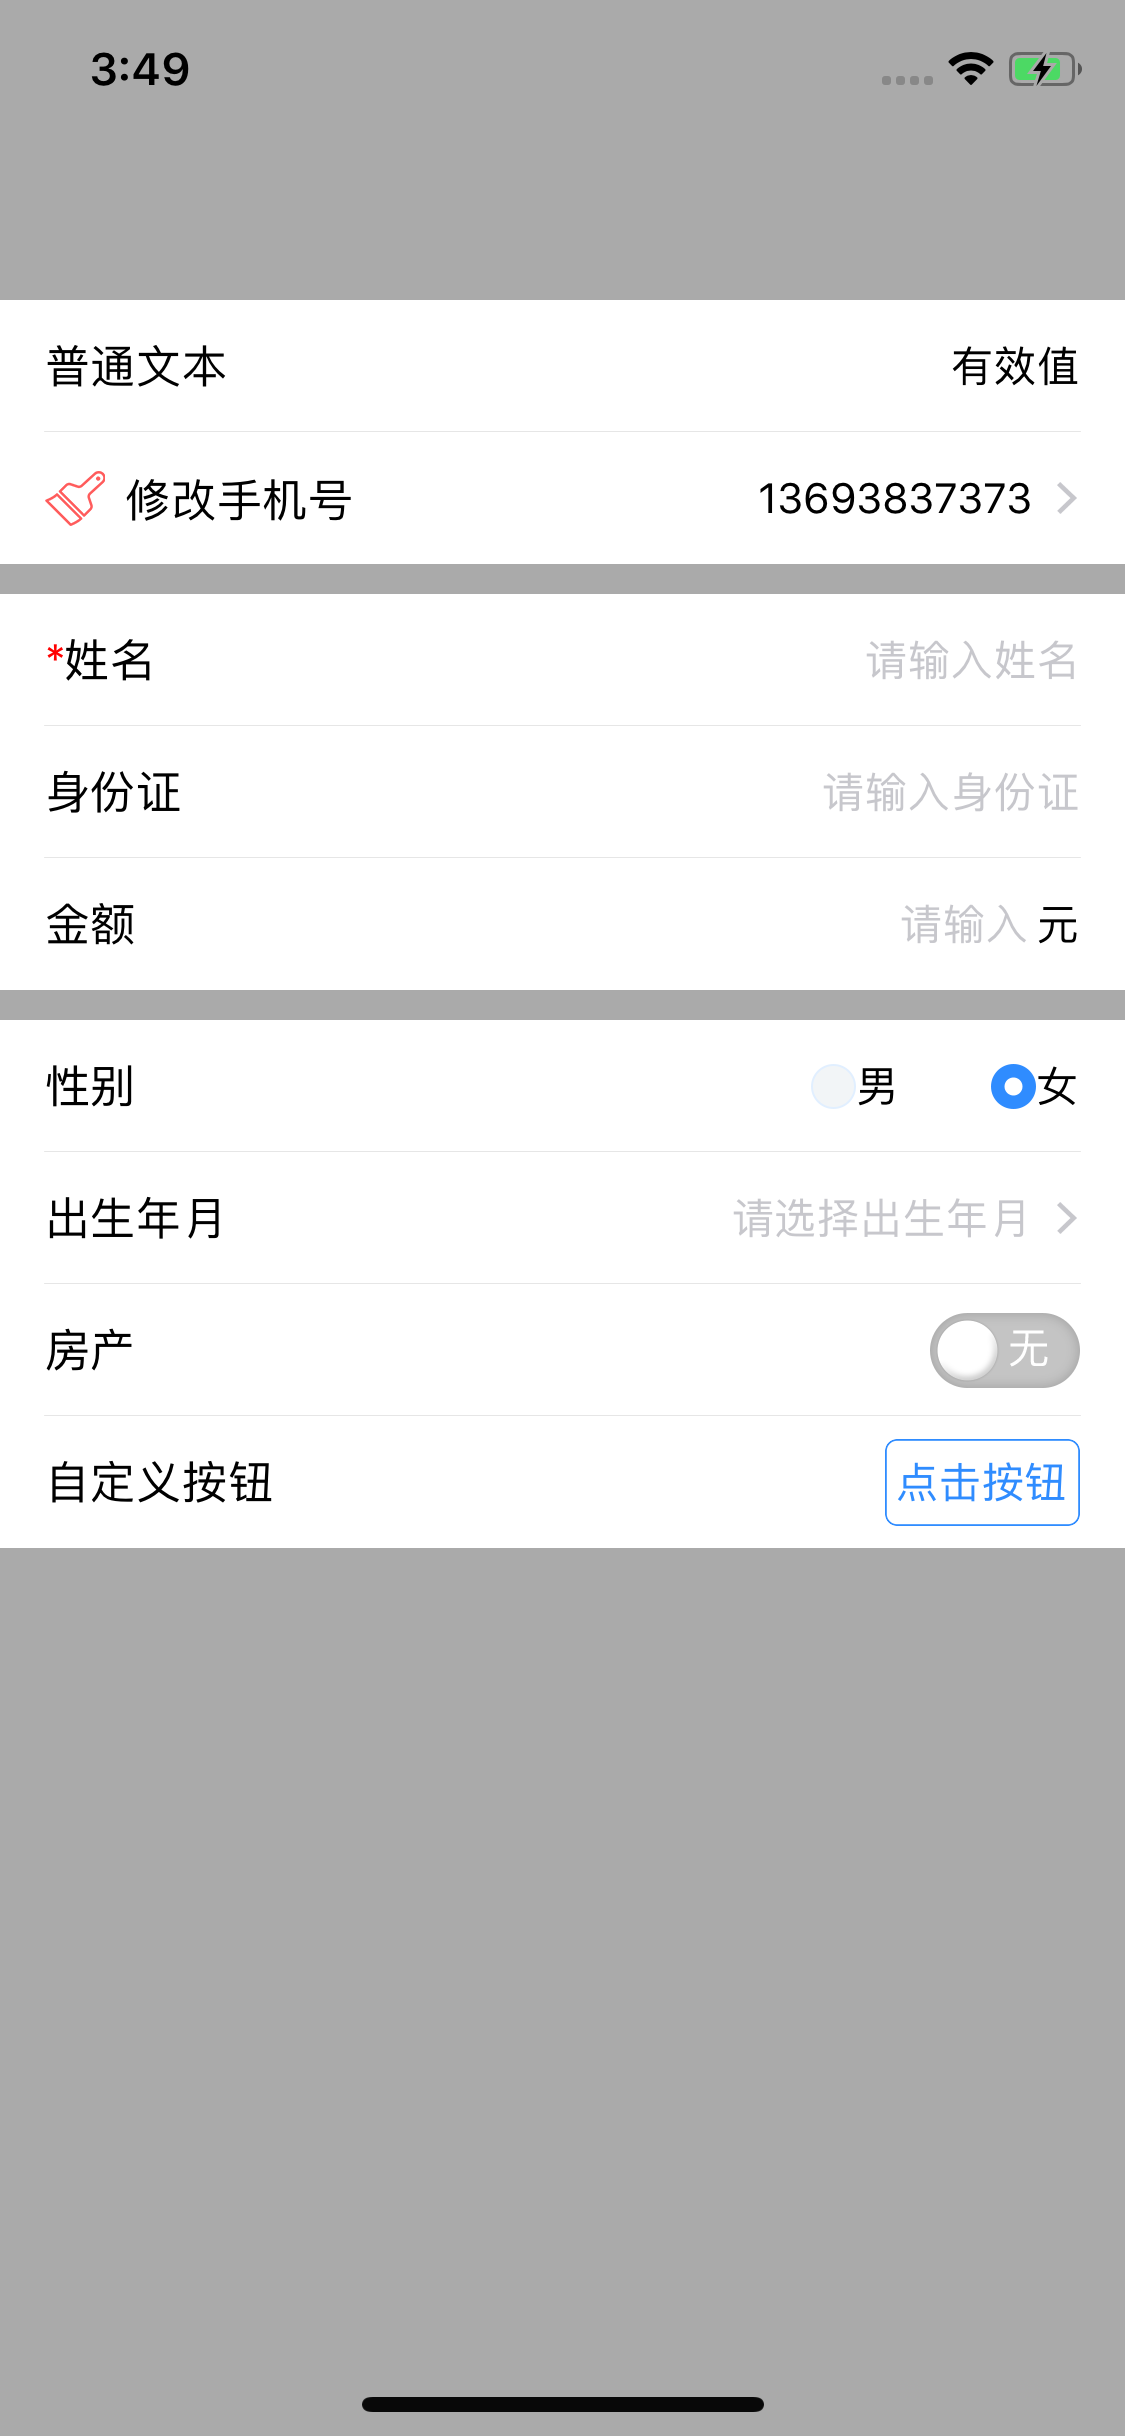 3:49
普通文本 有效值
修改手机号 13693837373
*姓名 请输入姓名
身份证 请输入身份证
金额 请输入 元
性别 男 女
出生年月 请选择出生年月
房产 无
自定义按钮 点击按钮